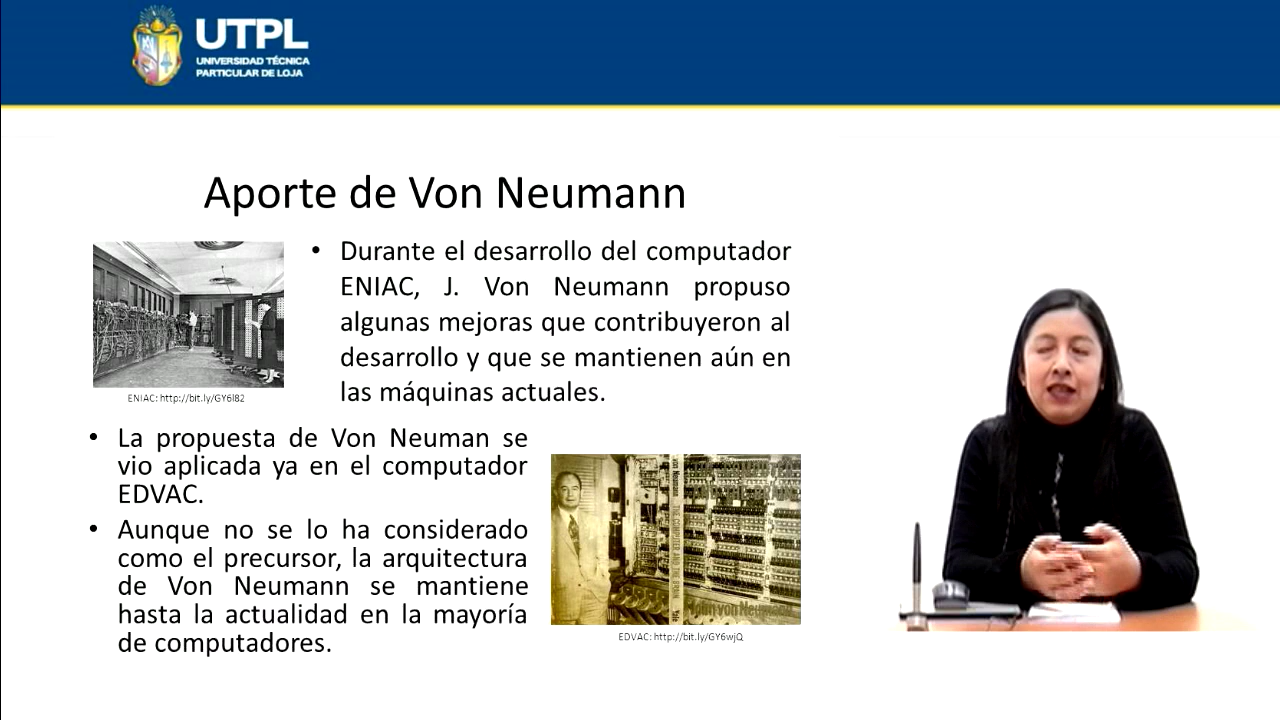 UTPL
UNIVERSIDAD TÉCNICA
PARTICULAR DE LOJA
Aporte de Von Neumann
• Durante el desarrollo del computador
ENIAC, J. Von Neumann propuso
algunas mejoras que contribuyeron al
desarrollo y que se mantienen aún en
las máquinas actuales.
ENIAC: http://bit.ly/GY6l82
• La propuesta de Von Neuman se
vio aplicada ya en el computador
EDVAC.
• Aunque no se lo ha considerado
como el precursor, la arquitectura
de Von Neumann se mantiene
hasta la actualidad en la mayoría
de computadores.
John von Neumann
EDVAC: http://bit.ly/GY6wjQ